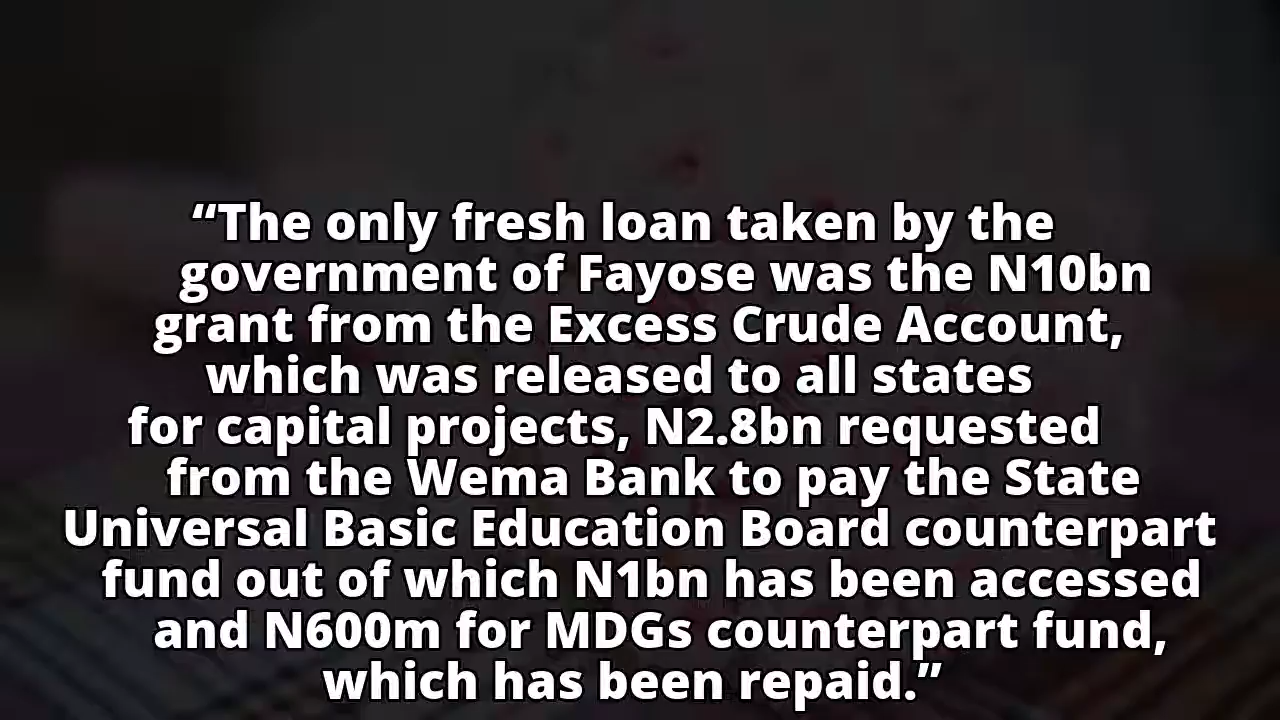 “The only fresh loan taken by the
government of Fayose was the N10bn
grant from the Excess Crude Account,
which was released to all states
for capital projects, N2.8bn requested
from the Wema Bank to pay the State
Universal Basic Education Board counterpart
fund out of which N1bn has been accessed
and N600m for MDGs counterpart fund,
which has been repaid.”